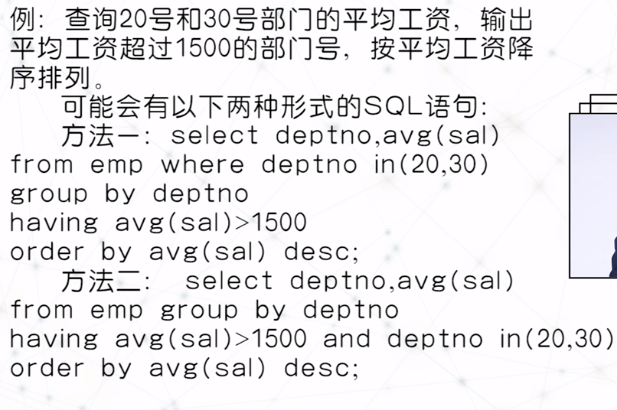 例：查询20号和30号部门的平均工资，输出
平均工资超过1500的部门号，按平均工资降
序排列。
可能会有以下两种形式的SQL语句：
方法一：select deptno,avg(sal)
from emp where deptno in(20,30)
group by deptno
having avg(sal)>1500
order by avg(sal) desc;
方法二： select deptno,avg(sal)
from emp group by deptno
having avg(sal)>1500 and deptno in(20,30)
order by avg(sal) desc;